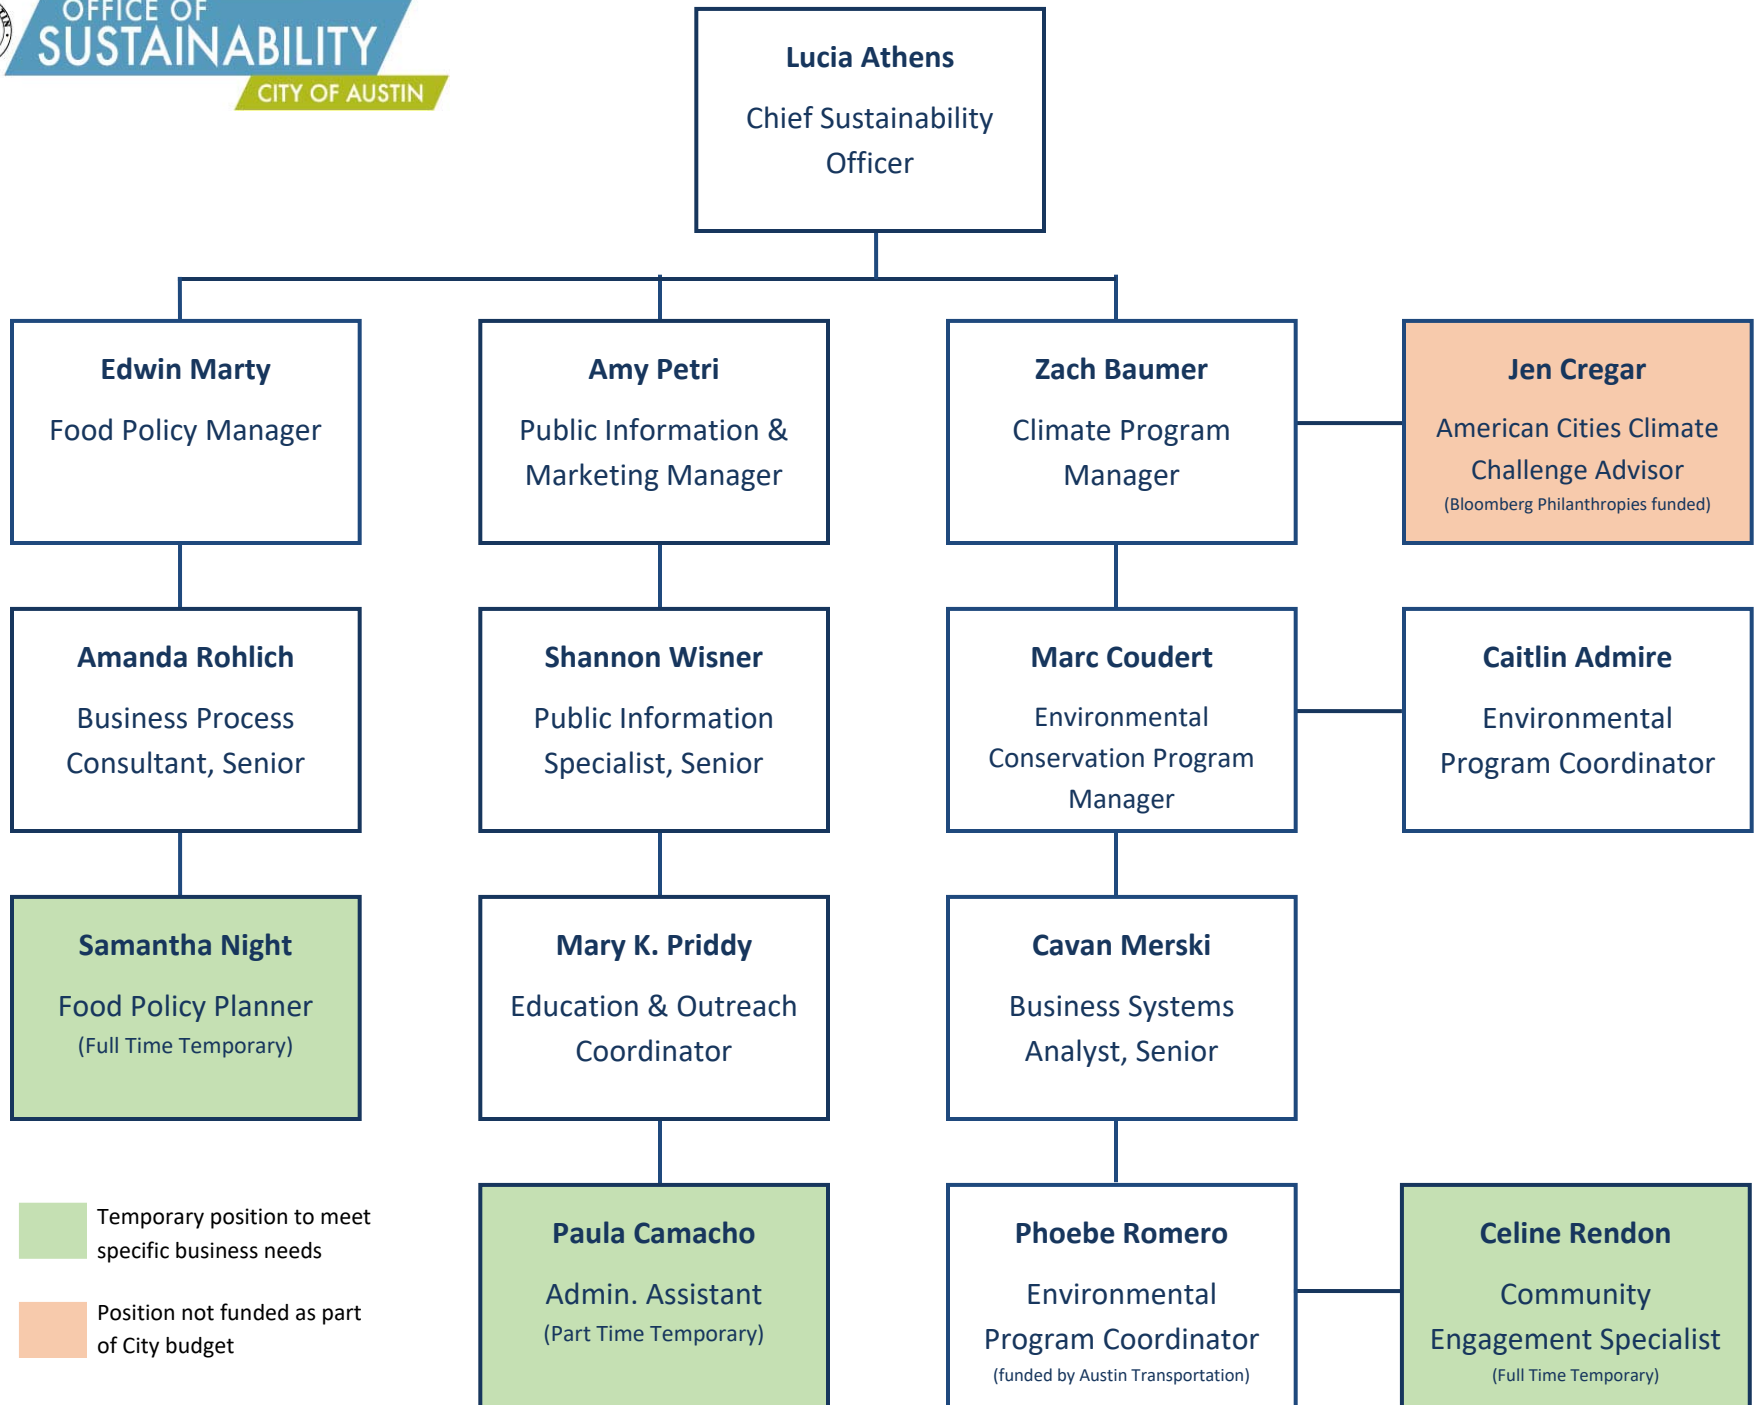 OFFICE OF
SUSTAINABILITY
CITY OF AUSTIN
Lucia Athens
Chief Sustainability
Officer
Edwin Marty
Food Policy Manager
Amy Petri
Public Information &
Marketing Manager
Zach Baumer
Climate Program
Manager
Jen Cregar
American Cities Climate
Challenge Advisor
(Bloomberg Philanthropies funded)
Amanda Rohlich
Business Process
Consultant, Senior
Shannon Wisner
Public Information
Specialist, Senior
Marc Coudert
Environmental
Conservation Program
Manager
Caitlin Admire
Environmental
Program Coordinator
Samantha Night
Food Policy Planner
(Full Time Temporary)
Mary K. Priddy
Education & Outreach
Coordinator
Cavan Merski
Business Systems
Analyst, Senior
Temporary position to meet
specific business needs
Position not funded as part
of City budget
Paula Camacho
Admin. Assistant
(Part Time Temporary)
Phoebe Romero
Environmental
Program Coordinator
(funded by Austin Transportation)
Celine Rendon
Community
Engagement Specialist
(Full Time Temporary)